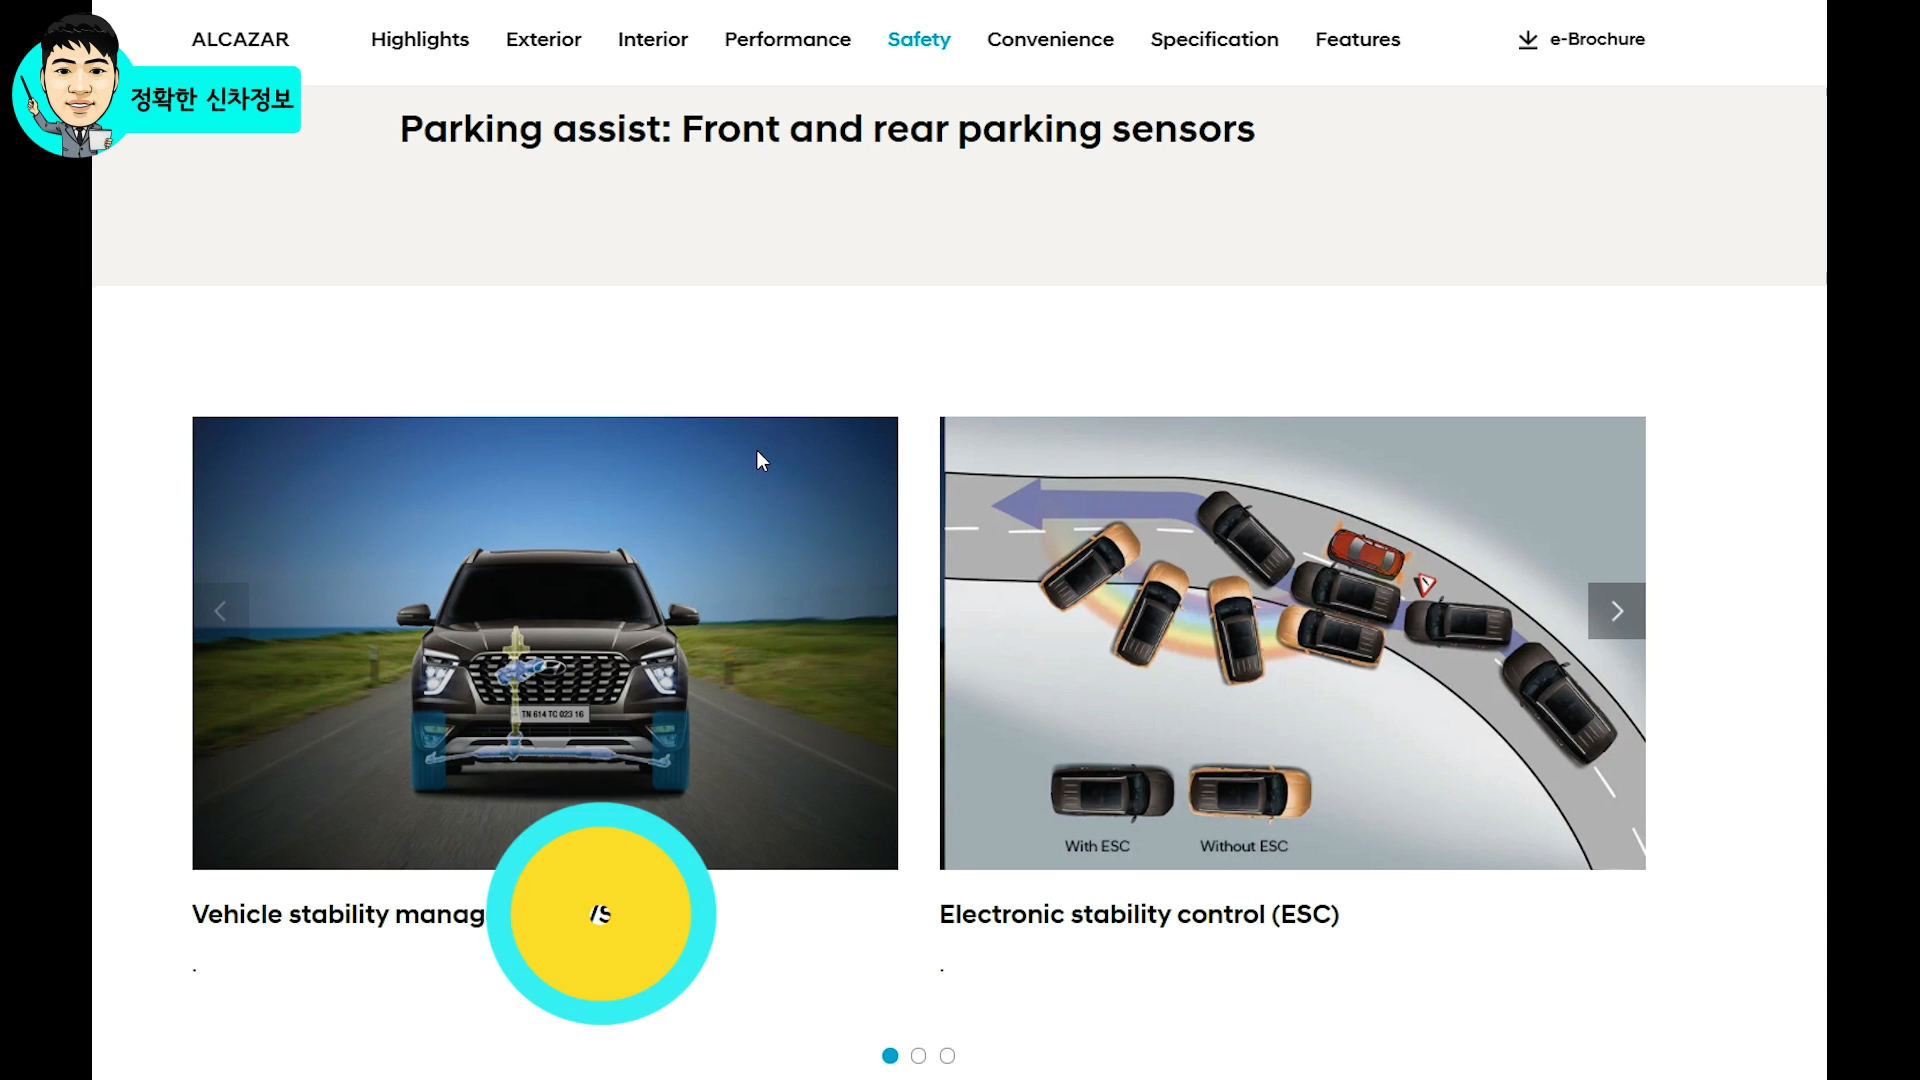 ALCAZAR Highlights Exterior Interior Performance Safety Convenience Specification Features e-Brochure
정확한 신차정보
Parking assist: Front and rear parking sensors
TN 614 TC 023 16
With ESC Without ESC
Vehicle stability manag
Electronic stability control (ESC)
.
.